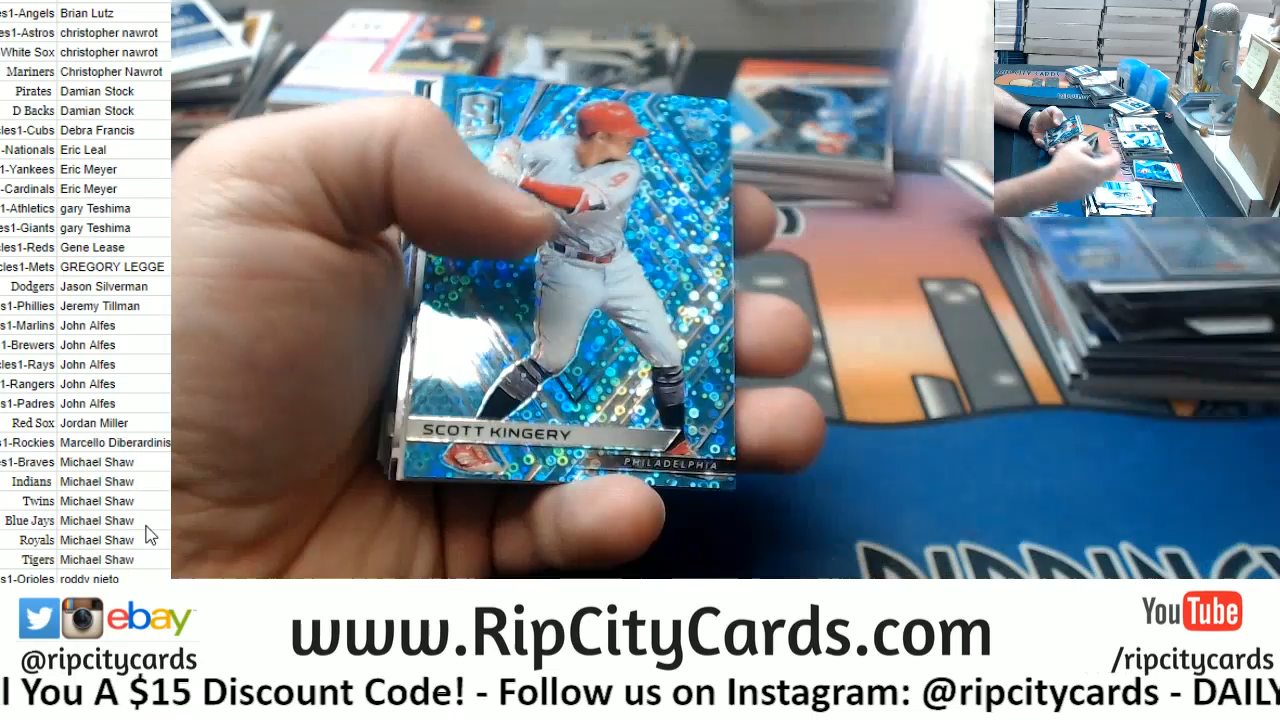 es1-Angels Brian Lutz
es1-Astros christopher nawrot
White Sox christopher nawrot
Mariners Christopher Nawrot
Pirates Damian Stock
D Backs Damian Stock
cles1-Cubs Debra Francis
-Nationals Eric Leal
1-Yankees Eric Meyer
-Cardinals Eric Meyer
1-Athletics gary Teshima
s1-Giants gary Teshima
cles1-Reds Gene Lease
cles1-Mets GREGORY LEGGE
Dodgers Jason Silverman
s1-Phillies Jeremy Tillman
s1-Marlins John Alfes
1-Brewers John Alfes
cles1-Rays John Alfes
1-Rangers John Alfes
s1-Padres John Alfes
Red Sox Jordan Miller
1-Rockies Marcello Diberardinis
es1-Braves Michael Shaw
Indians Michael Shaw
Twins Michael Shaw
Blue Jays Michael Shaw
Royals Michael Shaw
Tigers Michael Shaw
s1-Orioles roddy nieto
9
SCOTT KINGERY
PHILADELPHIA
ebay
@ripcitycards
www.RipCityCards.com
YouTube
/ripcitycards
l You A $15 Discount Code! - Follow us on Instagram: @ripcitycards - DAILY